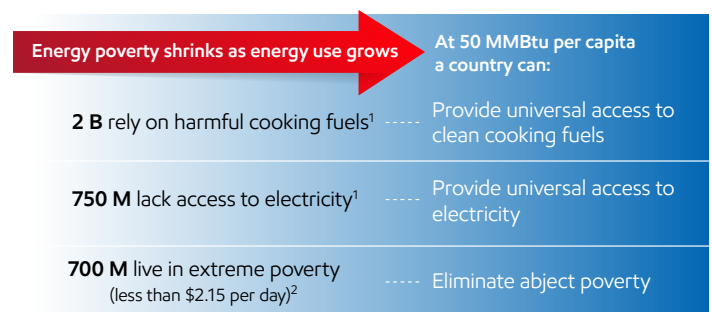 Energy poverty shrinks as energy use grows
At 50 MMBtu per capita
a country can:
2 B rely on harmful cooking fuels¹
Provide universal access to
clean cooking fuels
750 M lack access to electricity¹
Provide universal access to
electricity
700 M live in extreme poverty
(less than $2.15 per day)²
Eliminate abject poverty